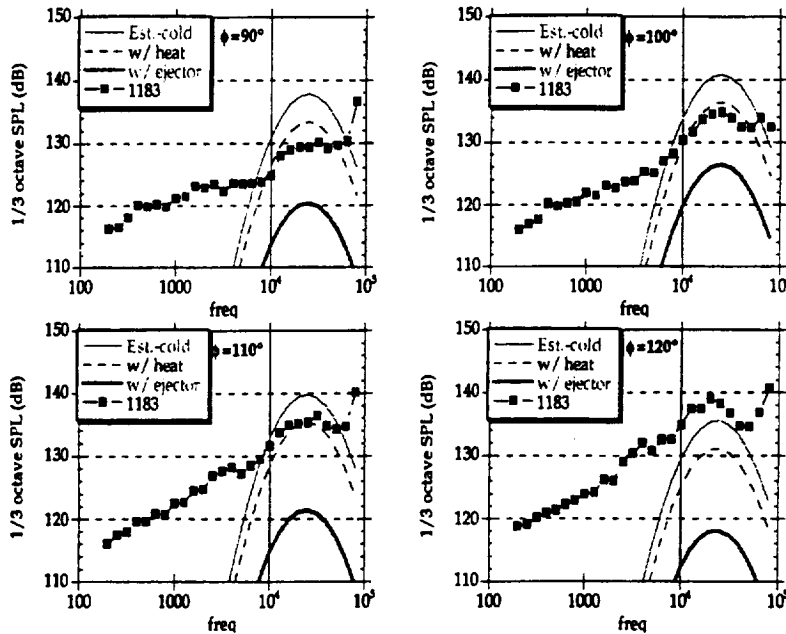 1/3 octave SPL (dB)
150
140
130
120
110
Est.-cold
w/ heat
w/ ejector
1183
ϕ=90°
100
1000
10⁴
10⁵
freq
1/3 octave SPL (dB)
150
140
130
120
110
Est.-cold
w/ heat
w/ ejector
1183
ϕ=100°
100
1000
10⁴
10⁵
freq
1/3 octave SPL (dB)
150
140
130
120
110
Est.-cold
w/ heat
w/ ejector
1183
ϕ=110°
100
1000
10⁴
10⁵
freq
1/3 octave SPL (dB)
150
140
130
120
110
Est.-cold
w/ heat
w/ ejector
1183
ϕ=120°
100
1000
10⁴
10⁵
freq